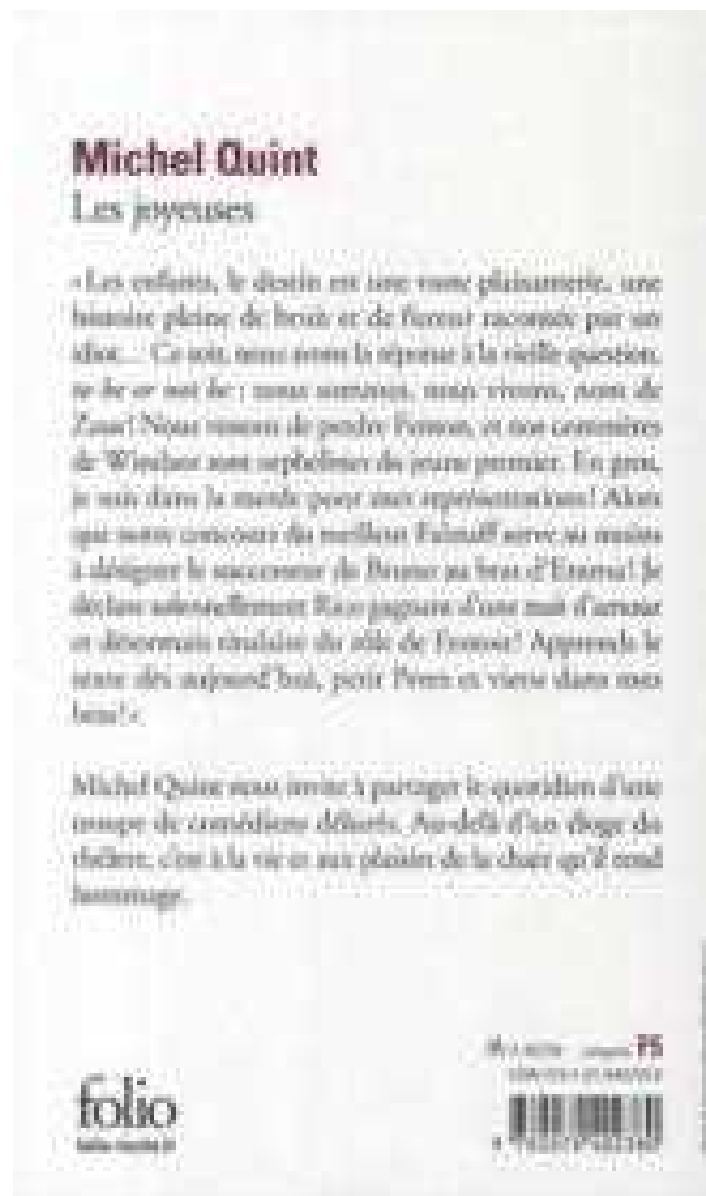 Michel Quint
Les joyeuses
«Les enfants, le destin est une vaste plaisanterie, une
histoire pleine de bruit et de fureur racontée par un
idiot... Ce soir, nous avons la réponse à la vieille question,
to be or not be : nous sommes, nous vivons, nom de
Zeus! Nous venons de perdre Fenton, et nos commères
de Windsor sont orphelines du jeune premier. En gros,
je suis dans la merde pour mes représentations! Alors
que notre concours du meilleur Falstaff serve au moins
à désigner le successeur de Bruno au bras d'Emma! Je
déclare solennellement Rico gagnant d'une nuit d'amour
et désormais titulaire du rôle de Fenton! Apprends le
texte dès aujourd'hui, petit Perez et viens dans mes
bras!»
Michel Quint nous invite à partager le quotidien d'une
troupe de comédiens délurés. Au-delà d'un éloge du
théâtre, c'est à la vie et aux plaisirs de la chair qu'il rend
hommage.
F5
folio